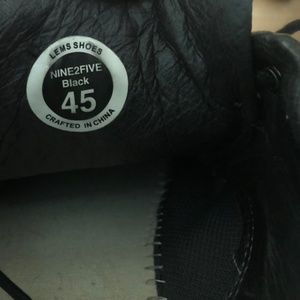 LEMS SHOES
NINE2FIVE
Black
45
CRAFTED IN CHINA